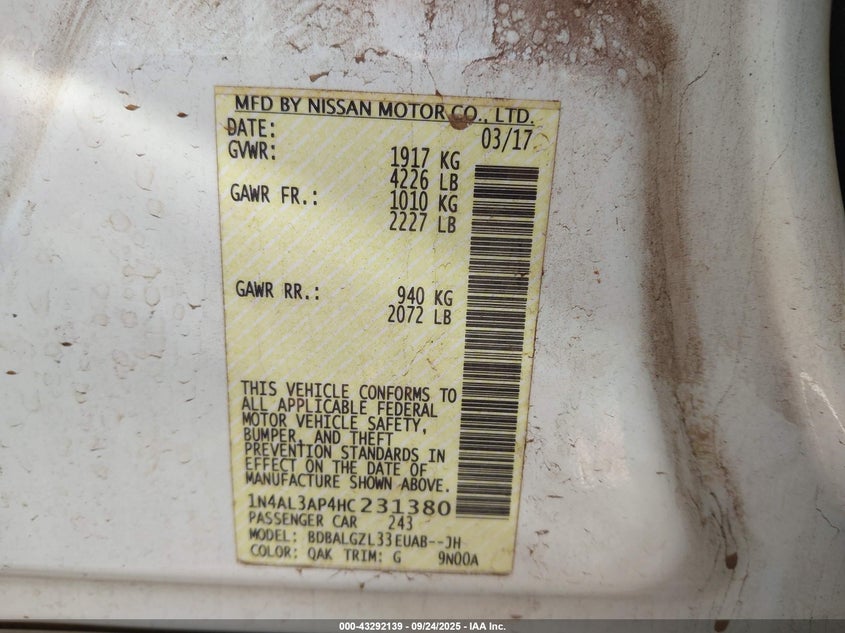 MFD BY NISSAN MOTOR CO., LTD.
DATE: 03/17
GVWR: 1917 KG
4226 LB
GAWR FR.: 1010 KG
2227 LB
GAWR RR.: 940 KG
2072 LB
THIS VEHICLE CONFORMS TO
ALL APPLICABLE FEDERAL
MOTOR VEHICLE SAFETY,
BUMPER, AND THEFT
PREVENTION STANDARDS IN
EFFECT ON THE DATE OF
MANUFACTURE SHOWN ABOVE.
1N4AL3AP4HC231380
PASSENGER CAR 243
MODEL: BDBALGZL33EUAB--JH
COLOR: QAK TRIM: G 9N00A
000-43292139 - 09/24/2025 - IAA Inc.